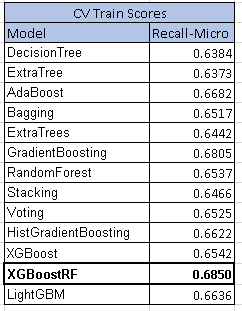 CV Train Scores
Model Recall-Micro
DecisionTree 0.6384
ExtraTree 0.6373
AdaBoost 0.6682
Bagging 0.6517
ExtraTrees 0.6442
GradientBoosting 0.6805
RandomForest 0.6537
Stacking 0.6466
Voting 0.6525
HistGradientBoosting 0.6622
XGBoost 0.6542
XGBoostRF 0.6850
LightGBM 0.6636